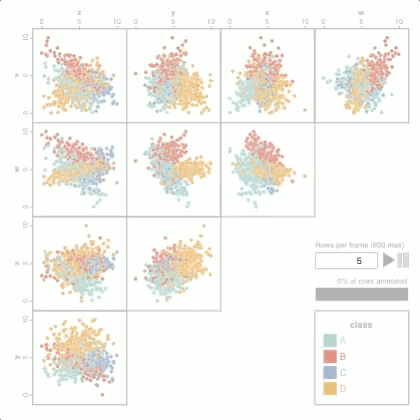 z y x w
0 5 10 0 5 10 0 5 10 0 5 10
10
v 5
0
10
w 5
0
10
x 5
0
Rows per frame (800 max)
5
0% of rows animated
10
y 5
0
class
A
B
C
D